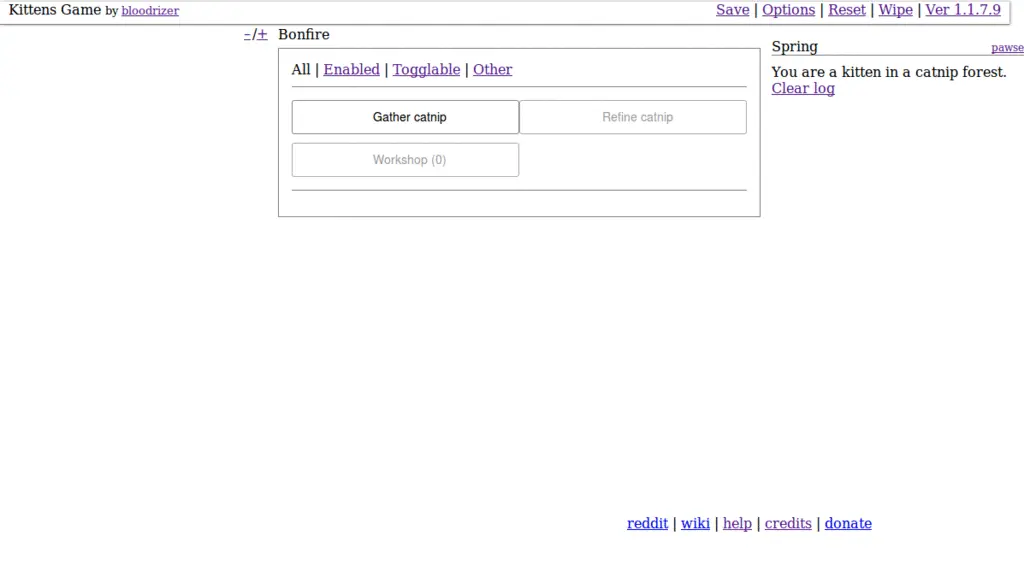 Kittens Game by bloodrizer
Save | Options | Reset | Wipe | Ver 1.1.7.9
-/+
Bonfire
All | Enabled | Togglable | Other
Gather catnip
Refine catnip
Workshop (0)
Spring
pawse
You are a kitten in a catnip forest.
Clear log
reddit | wiki | help | credits | donate